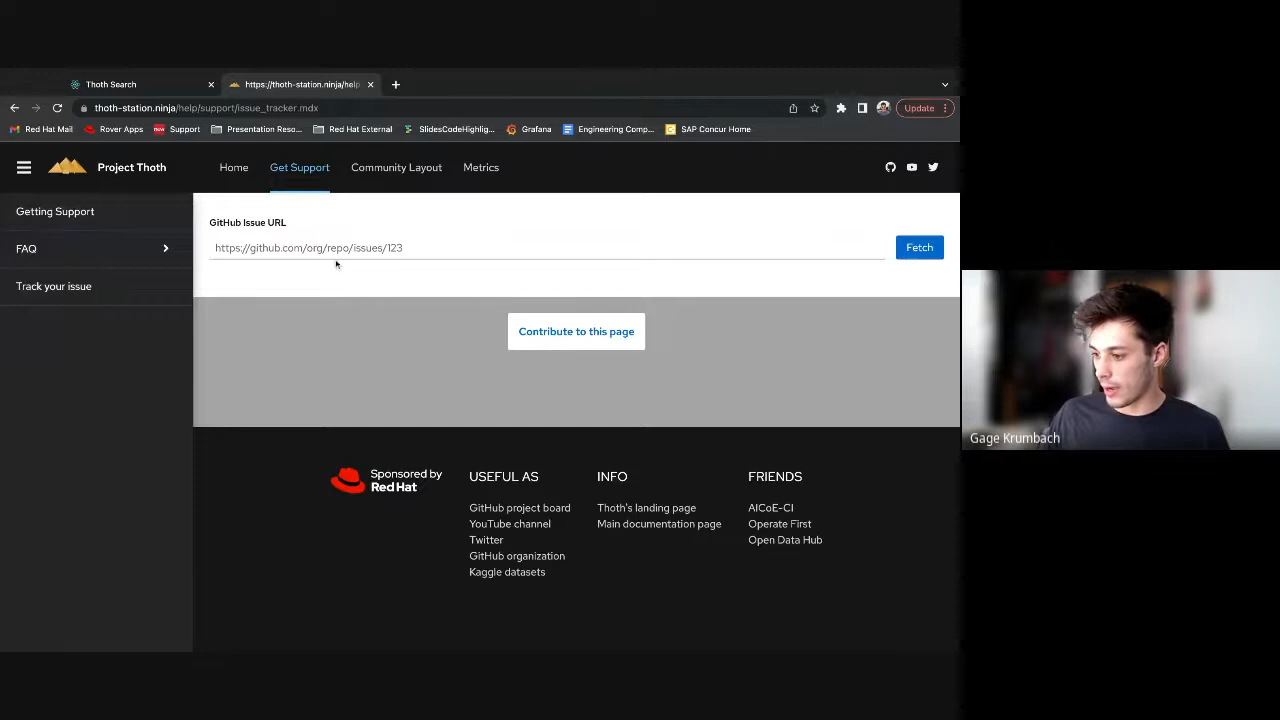 Thoth Search
https://thoth-station.ninja/help
thoth-station.ninja/help/support/issue_tracker.mdx
Update
Red Hat Mail
Rover Apps
Support
Presentation Reso...
Red Hat External
SlidesCodeHighlig...
Grafana
Engineering Comp...
SAP Concur Home
Project Thoth
Home
Get Support
Community Layout
Metrics
Getting Support
FAQ
Track your issue
GitHub Issue URL
https://github.com/org/repo/issues/123
Fetch
Contribute to this page
Gage Krumbach
Sponsored by
Red Hat
USEFUL AS
GitHub project board
YouTube channel
Twitter
GitHub organization
Kaggle datasets
INFO
Thoth's landing page
Main documentation page
FRIENDS
AICoE-CI
Operate First
Open Data Hub